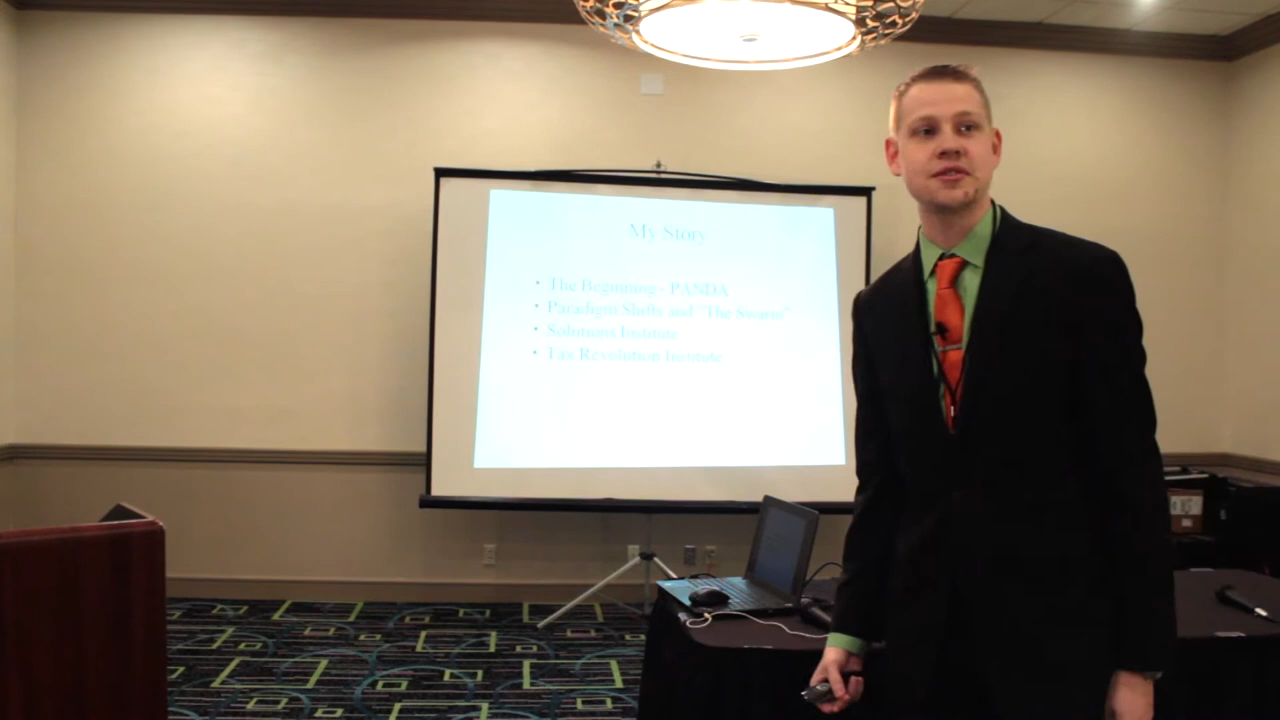 My Story
• The Beginning - PANDA
• Paradigm Shifts and "The Swarm"
• Solutions Institute
• Tax Revolution Institute